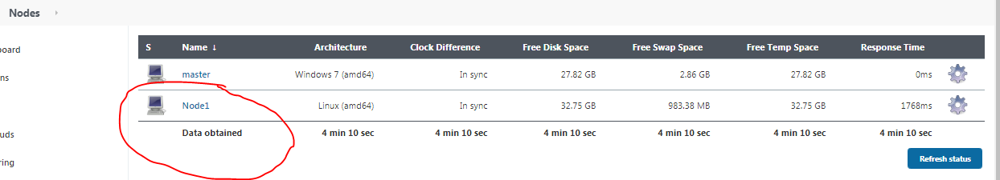 Nodes
oard
ns
uds
ring
S Name ↓ Architecture Clock Difference Free Disk Space Free Swap Space Free Temp Space Response Time
master Windows 7 (amd64) In sync 27.82 GB 2.86 GB 27.82 GB 0ms
Node1 Linux (amd64) In sync 32.75 GB 983.38 MB 32.75 GB 1768ms
Data obtained 4 min 10 sec 4 min 10 sec 4 min 10 sec 4 min 10 sec 4 min 10 sec 4 min 10 sec
Refresh status